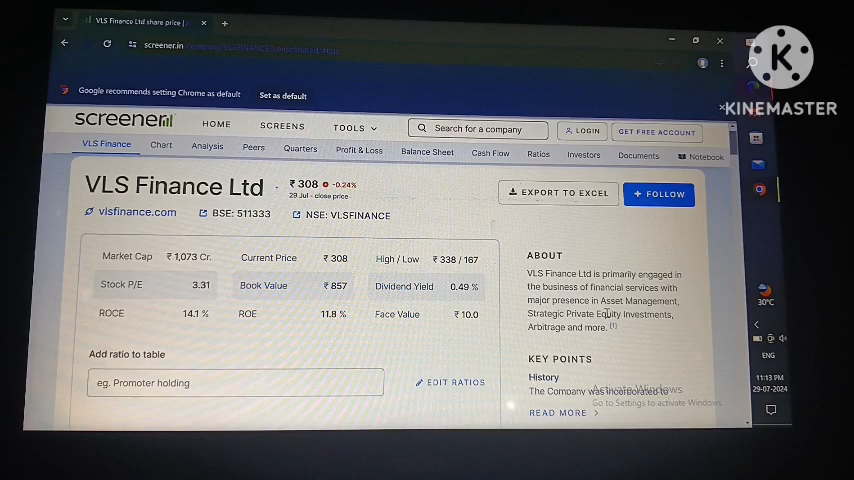 VLS Finance Ltd share price |
screener.in
Google recommends setting Chrome as default
Set as default
KINEMASTER
screener
HOME
SCREENS
TOOLS
Search for a company
LOGIN
GET FREE ACCOUNT
VLS Finance
Chart
Analysis
Peers
Quarters
Profit & Loss
Balance Sheet
Cash Flow
Ratios
Investors
Documents
Notebook
VLS Finance Ltd
₹ 308
-0.24%
29 Jul - close price
EXPORT TO EXCEL
+ FOLLOW
vlsfinance.com
BSE: 511333
NSE: VLSFINANCE
Market Cap ₹ 1,073 Cr.
Current Price ₹ 308
High / Low ₹ 338 / 167
Stock P/E 3.31
Book Value ₹ 857
Dividend Yield 0.49 %
ROCE 14.1 %
ROE 11.8 %
Face Value ₹ 10.0
Add ratio to table
eg. Promoter holding
EDIT RATIOS
ABOUT
VLS Finance Ltd is primarily engaged in
the business of financial services with
major presence in Asset Management,
Strategic Private Equity Investments,
Arbitrage and more. [1]
KEY POINTS
History
The Company was incorporated to
READ MORE
Activate Windows
Go to Settings to activate Windows.
30°C
ENG
11:13 PM
29-07-2024